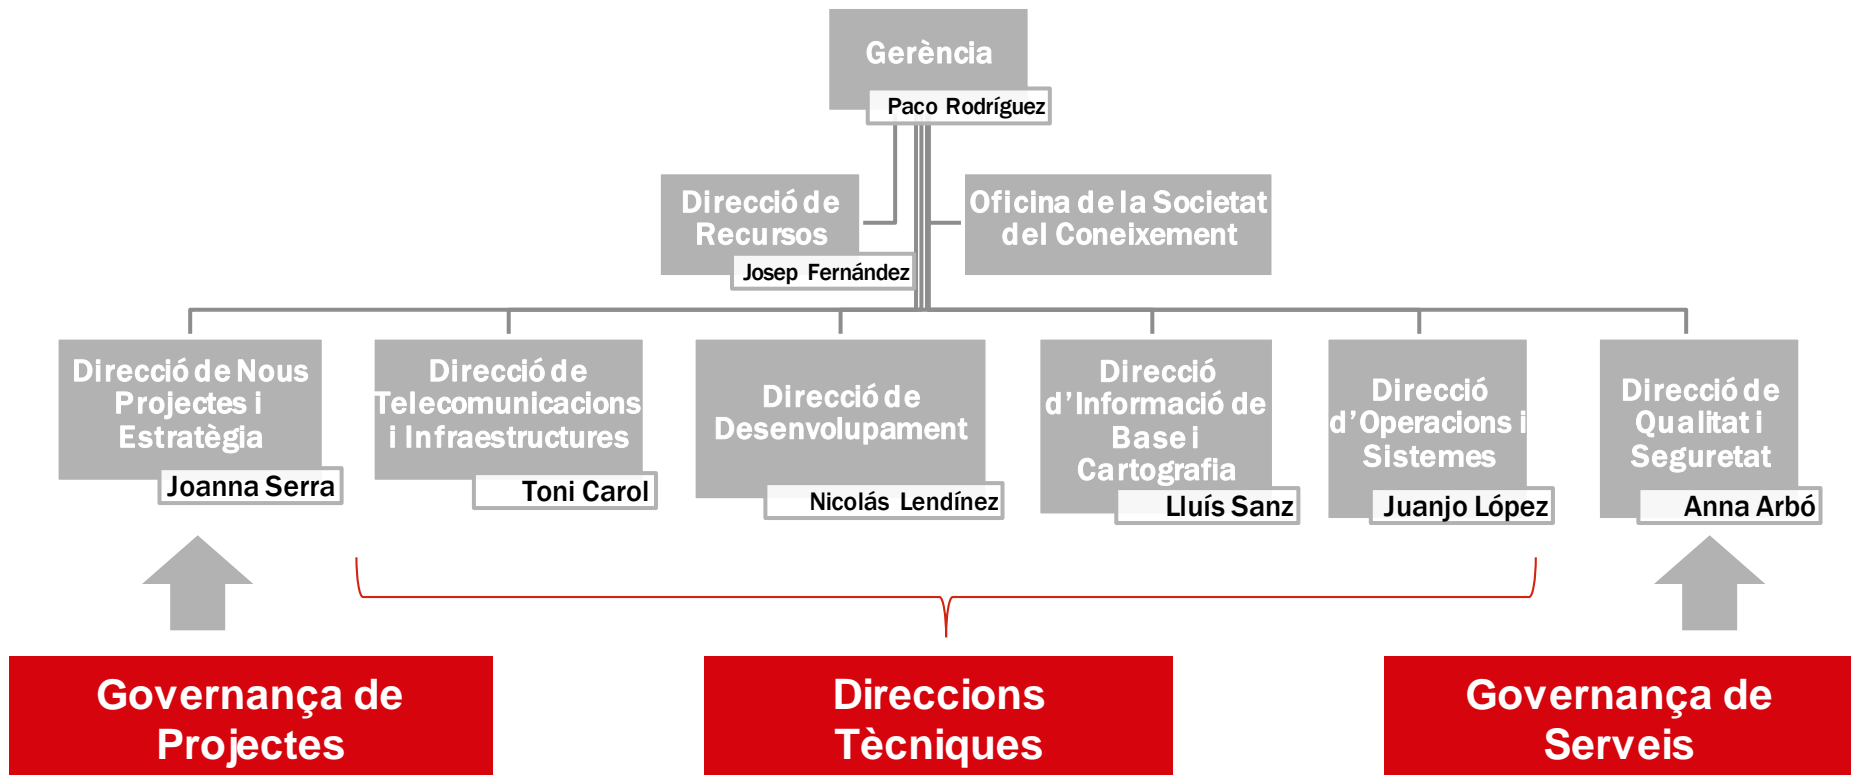 Gerència
Paco Rodríguez
Direcció de
Recursos
Josep Fernández
Oficina de la Societat
del Coneixement
Direcció de Nous
Projectes i
Estratègia
Joanna Serra
Direcció de
Telecomunicacions
i Infraestructures
Toni Carol
Direcció de
Desenvolupament
Nicolás Lendínez
Direcció
d’Informació de
Base i
Cartografia
Lluís Sanz
Direcció
d’Operacions i
Sistemes
Juanjo López
Direcció de
Qualitat i
Seguretat
Anna Arbó
Governança de
Projectes
Direccions
Tècniques
Governança de
Serveis